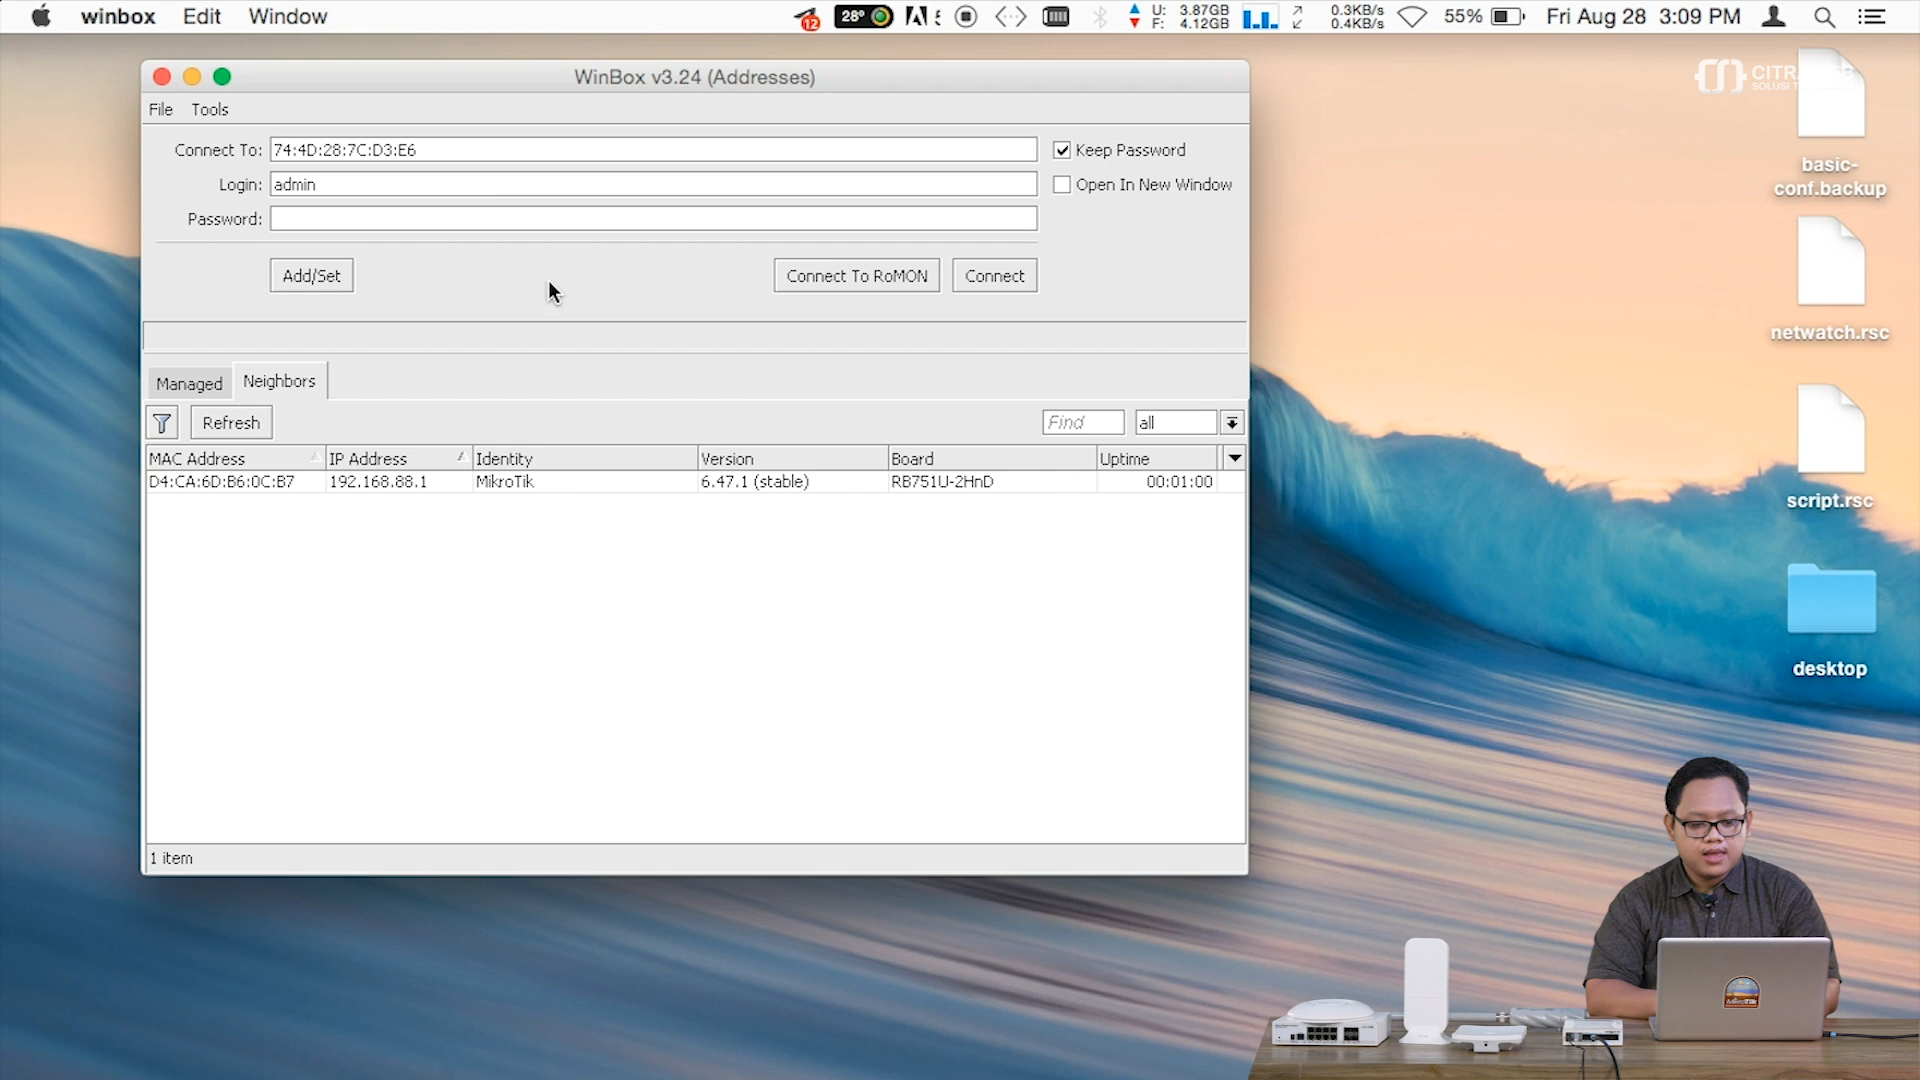 winbox Edit Window 12 28° 5 U: 3.87GB F: 4.12GB 0.3KB/s 0.4KB/s 55% Fri Aug 28 3:09 PM
WinBox v3.24 (Addresses)
File Tools
Connect To: 74:4D:28:7C:D3:E6 Keep Password
Login: admin Open In New Window
Password:
Add/Set Connect To RoMON Connect
Managed Neighbors
Refresh Find all
MAC Address IP Address Identity Version Board Uptime
D4:CA:6D:B6:0C:B7 192.168.88.1 MikroTik 6.47.1 (stable) RB751U-2HnD 00:01:00
1 item
basic-
conf.backup
netwatch.rsc
script.rsc
desktop
MikroTik